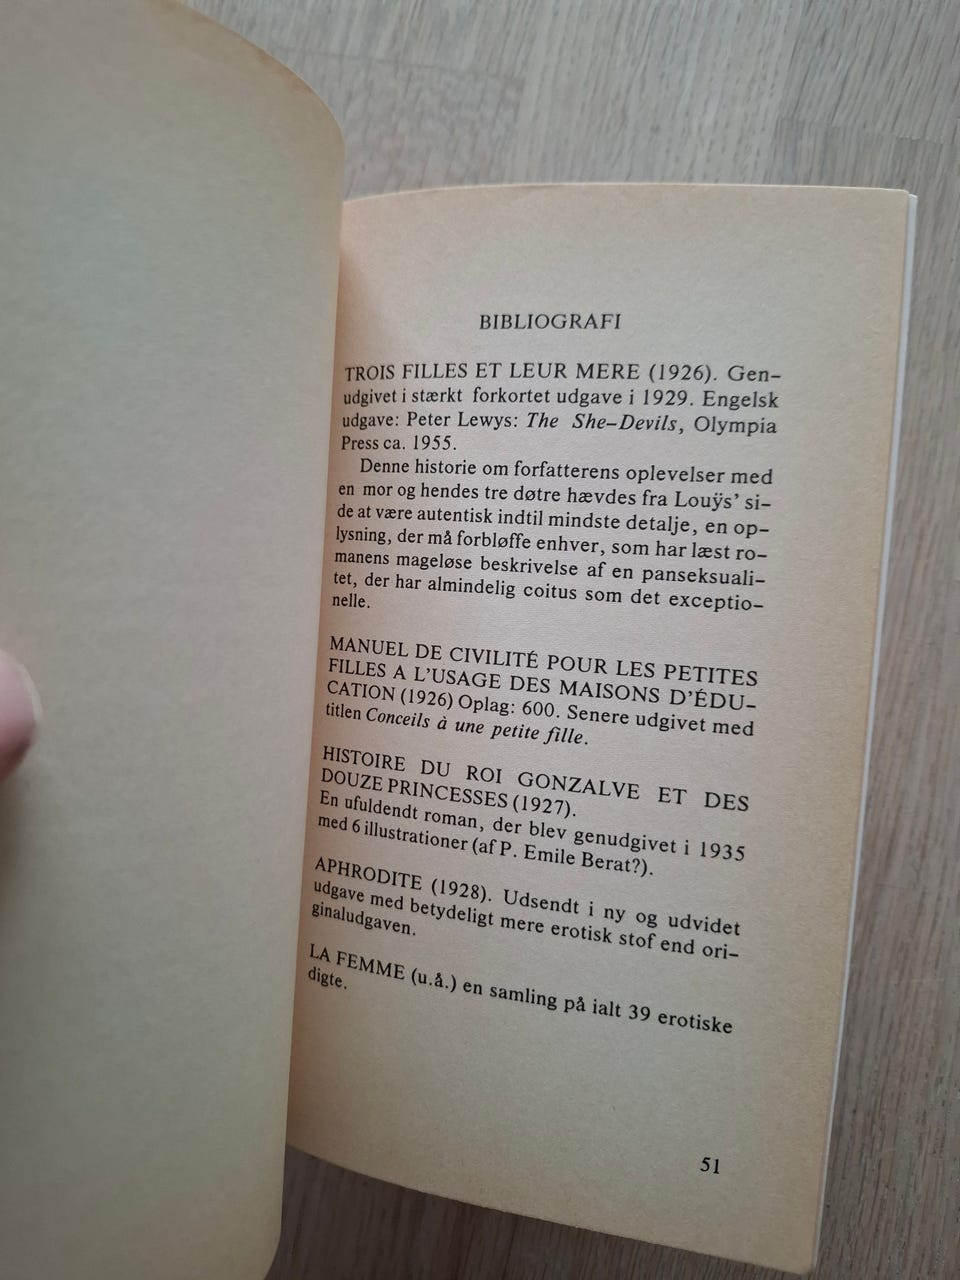 BIBLIOGRAFI
TROIS FILLES ET LEUR MERE (1926). Gen-
udgivet i stærkt forkortet udgave i 1929. Engelsk
udgave: Peter Lewys: The She-Devils, Olympia
Press ca. 1955.
Denne historie om forfatterens oplevelser med
en mor og hendes tre døtre hævdes fra Louÿs' si-
de at være autentisk indtil mindste detalje, en op-
lysning, der må forbløffe enhver, som har læst ro-
manens mageløse beskrivelse af en panseksuali-
tet, der har almindelig coitus som det exceptio-
nelle.
MANUEL DE CIVILITÉ POUR LES PETITES
FILLES A L'USAGE DES MAISONS D'ÉDU-
CATION (1926) Oplag: 600. Senere udgivet med
titlen Conceils à une petite fille.
HISTOIRE DU ROI GONZALVE ET DES
DOUZE PRINCESSES (1927).
En ufuldendt roman, der blev genudgivet i 1935
med 6 illustrationer (af P. Emile Berat?).
APHRODITE (1928). Udsendt i ny og udvidet
udgave med betydeligt mere erotisk stof end ori-
ginaludgaven.
LA FEMME (u.å.) en samling på ialt 39 erotiske
digte.
51